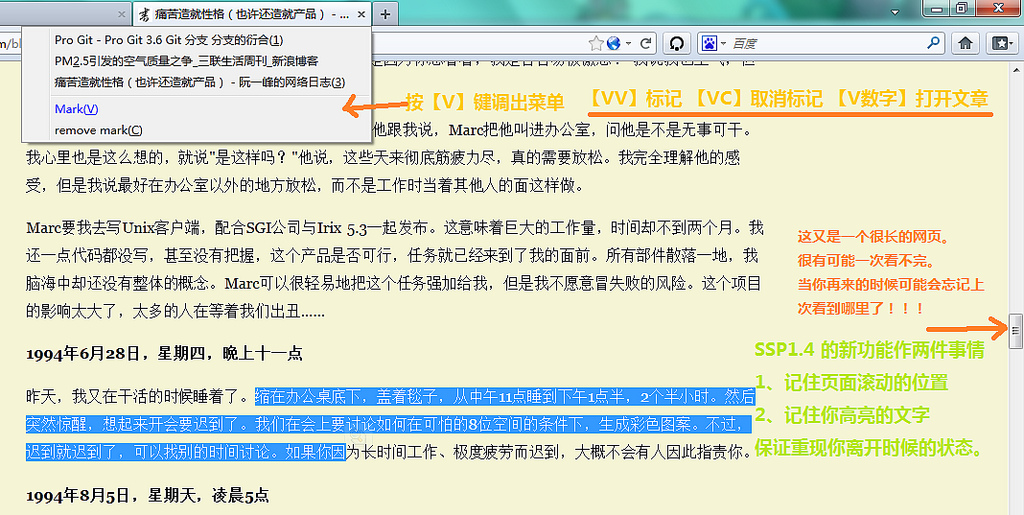 痛苦造就性格（也许还造就产品） - ...
百度
Pro Git - Pro Git 3.6 Git 分支 分支的衍合(1)
PM2.5引发的空气质量之争_三联生活周刊_新浪博客
痛苦造就性格（也许还造就产品） - 阮一峰的网络日志(3)
Mark(V)
remove mark(C)
按【V】键调出菜单 【VV】标记 【VC】取消标记 【V数字】打开文章
他跟我说，Marc把他叫进办公室，问他是不是无事可干。
我心里也是这么想的，就说"是这样吗？"他说，这些天来彻底筋疲力尽，真的需要放松。我完全理解他的感
受，但是我说最好在办公室以外的地方放松，而不是工作时当着其他人的面这样做。
Marc要我去写Unix客户端，配合SGI公司与Irix 5.3一起发布。这意味着巨大的工作量，时间却不到两个月。我
还一点代码都没写，甚至没有把握，这个产品是否可行，任务就已经来到了我的面前。所有部件散落一地，我
脑海中却还没有整体的概念。Marc可以很轻易地把这个任务强加给我，但是我不愿意冒失败的风险。这个项目
的影响太大了，太多的人在等着我们出丑......
1994年6月28日，星期四，晚上十一点
昨天，我又在干活的时候睡着了。缩在办公桌底下，盖着毯子，从中午11点睡到下午1点半，2个半小时。然后
突然惊醒，想起来开会要迟到了。我们在会上要讨论如何在可怕的8位空间的条件下，生成彩色图案。不过，
迟到就迟到了，可以找别的时间讨论。如果你因为长时间工作、极度疲劳而迟到，大概不会有人因此指责你。
1994年8月5日，星期天，凌晨5点
这又是一个很长的网页。
很有可能一次看不完。
当你再来的时候可能会忘记上
次看到哪里了！！！
SSP1.4 的新功能作两件事情
1、记住页面滚动的位置
2、记住你高亮的文字
保证重现你离开时候的状态。